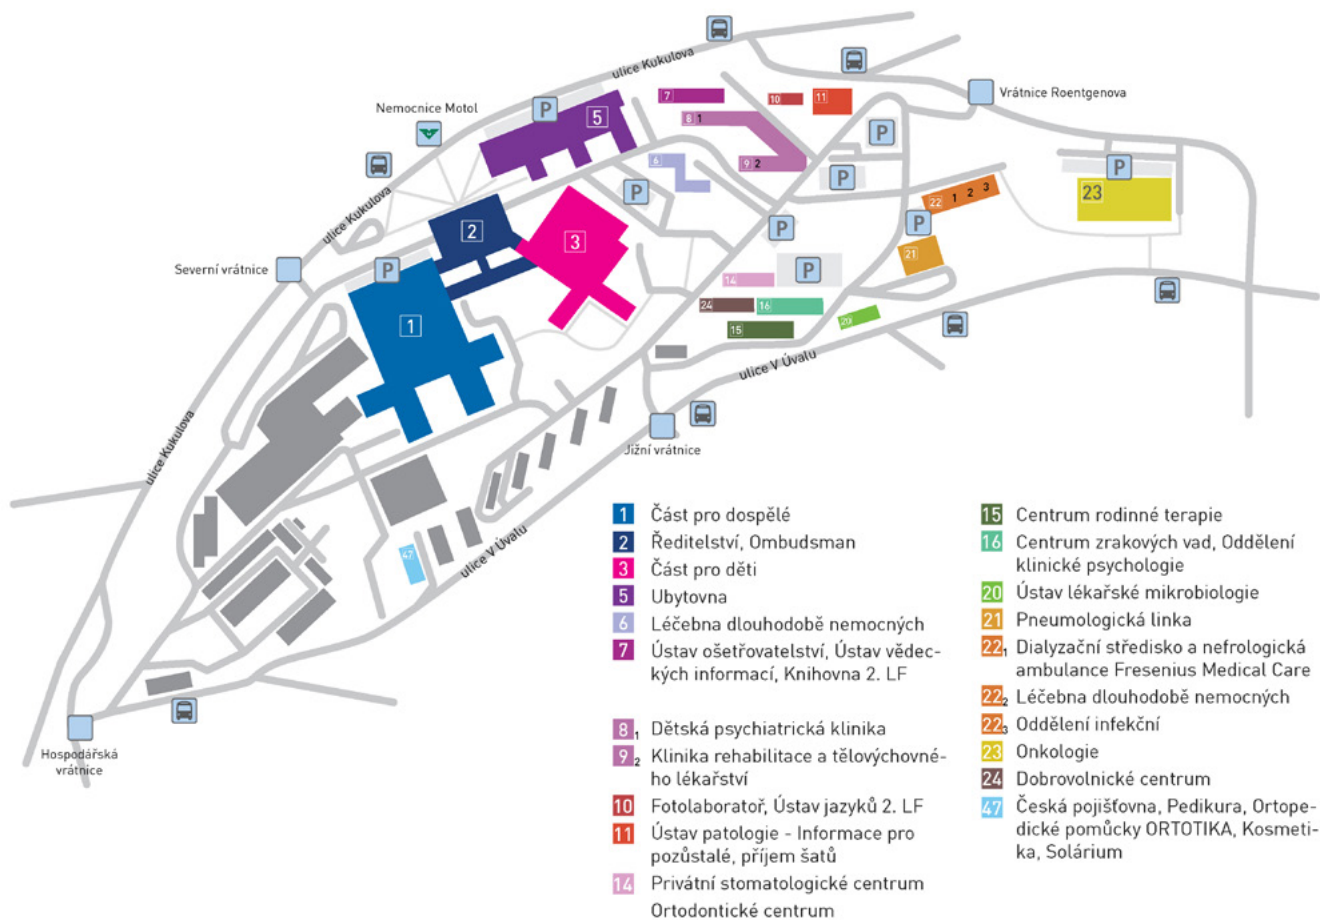 ulice Kukulova
P
Nemocnice Motol
5
7
8 1
9 2
10
11
Vrátnice Roentgenova
P
6
P
P
P
22 1 2 3
P
23
ulice Kukulova
2
3
P
P
21
Severní vrátnice
P
14
P
1
24
16
15
20
ulice V Úvalu
ulice Kukulova
Jižní vrátnice
47
ulice V Úvalu
Hospodářská
vrátnice
1 Část pro dospělé
2 Ředitelství, Ombudsman
3 Část pro děti
5 Ubytovna
6 Léčebna dlouhodobě nemocných
7 Ústav ošetřovatelství, Ústav vědec-
kých informací, Knihovna 2. LF
8 1 Dětská psychiatrická klinika
9 2 Klinika rehabilitace a tělovýchovné-
ho lékařství
10 Fotolaboratoř, Ústav jazyků 2. LF
11 Ústav patologie - Informace pro
pozůstalé, příjem šatů
14 Privátní stomatologické centrum
Ortodontické centrum
15 Centrum rodinné terapie
16 Centrum zrakových vad, Oddělení
klinické psychologie
20 Ústav lékařské mikrobiologie
21 Pneumologická linka
22 1 Dialyzační středisko a nefrologická
ambulance Fresenius Medical Care
22 2 Léčebna dlouhodobě nemocných
22 3 Oddělení infekční
23 Onkologie
24 Dobrovolnické centrum
47 Česká pojišťovna, Pedikura, Ortope-
dické pomůcky ORTOTIKA, Kosmeti-
ka, Solárium